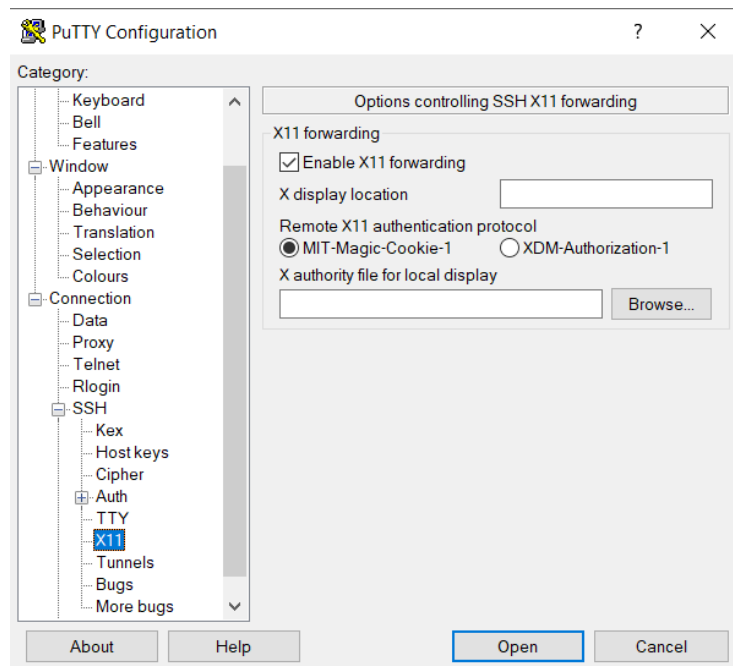 PuTTY Configuration
?
Category:
Keyboard
Bell
Features
Window
Appearance
Behaviour
Translation
Selection
Colours
Connection
Data
Proxy
Telnet
Rlogin
SSH
Kex
Host keys
Cipher
Auth
TTY
X11
Tunnels
Bugs
More bugs
Options controlling SSH X11 forwarding
X11 forwarding
Enable X11 forwarding
X display location
Remote X11 authentication protocol
MIT-Magic-Cookie-1 XDM-Authorization-1
X authority file for local display
Browse...
About Help Open Cancel